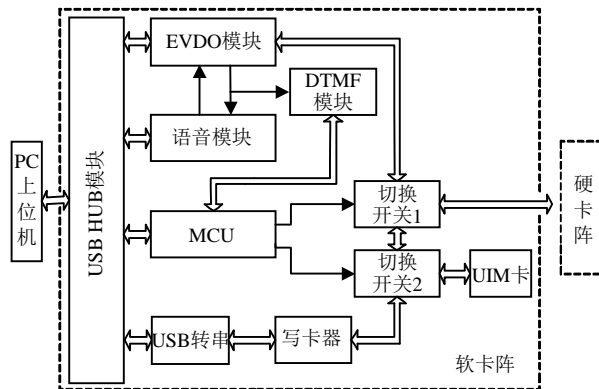 EVDO模块
DTMF
模块
语音模块
PC
上
位
机
USB HUB模块
切换
开关1
硬
卡
阵
MCU
切换
开关2
UIM卡
USB转串
写卡器
软卡阵